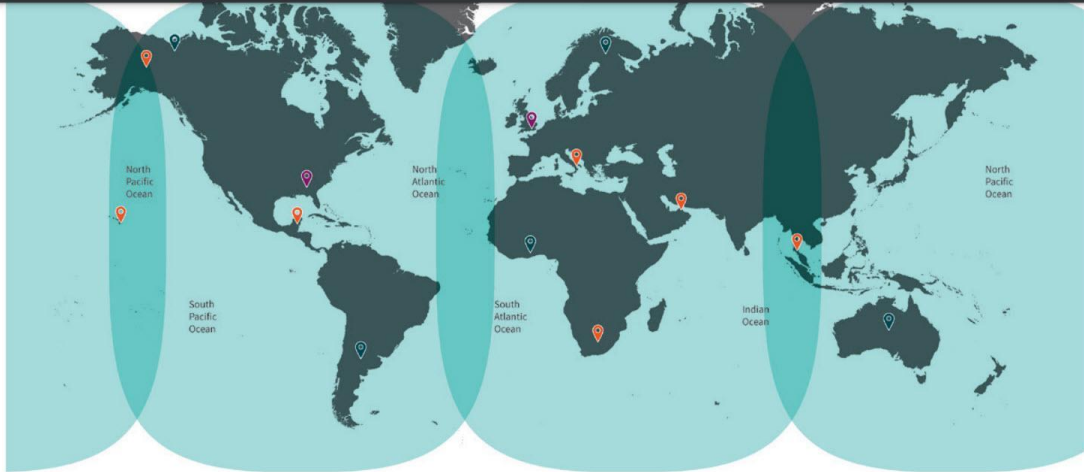 North
Pacific
Ocean
North
Atlantic
Ocean
North
Pacific
Ocean
South
Pacific
Ocean
South
Atlantic
Ocean
Indian
Ocean